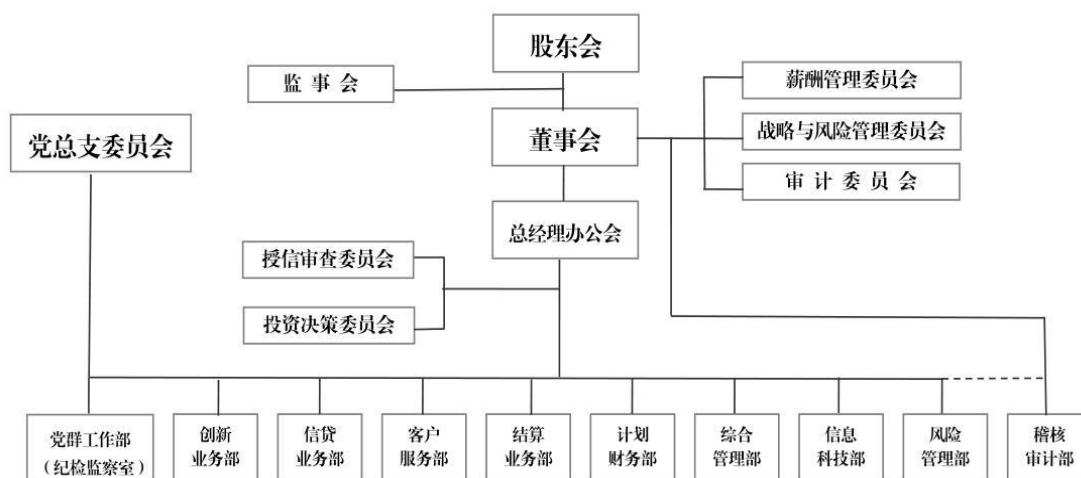 股东会
监事会
薪酬管理委员会
党总支委员会
董事会
战略与风险管理委员会
审计委员会
总经理办公会
授信审查委员会
投资决策委员会
党群工作部
（纪检监察室）
创新
业务部
信贷
业务部
客户
服务部
结算
业务部
计划
财务部
综合
管理部
信息
科技部
风险
管理部
稽核
审计部